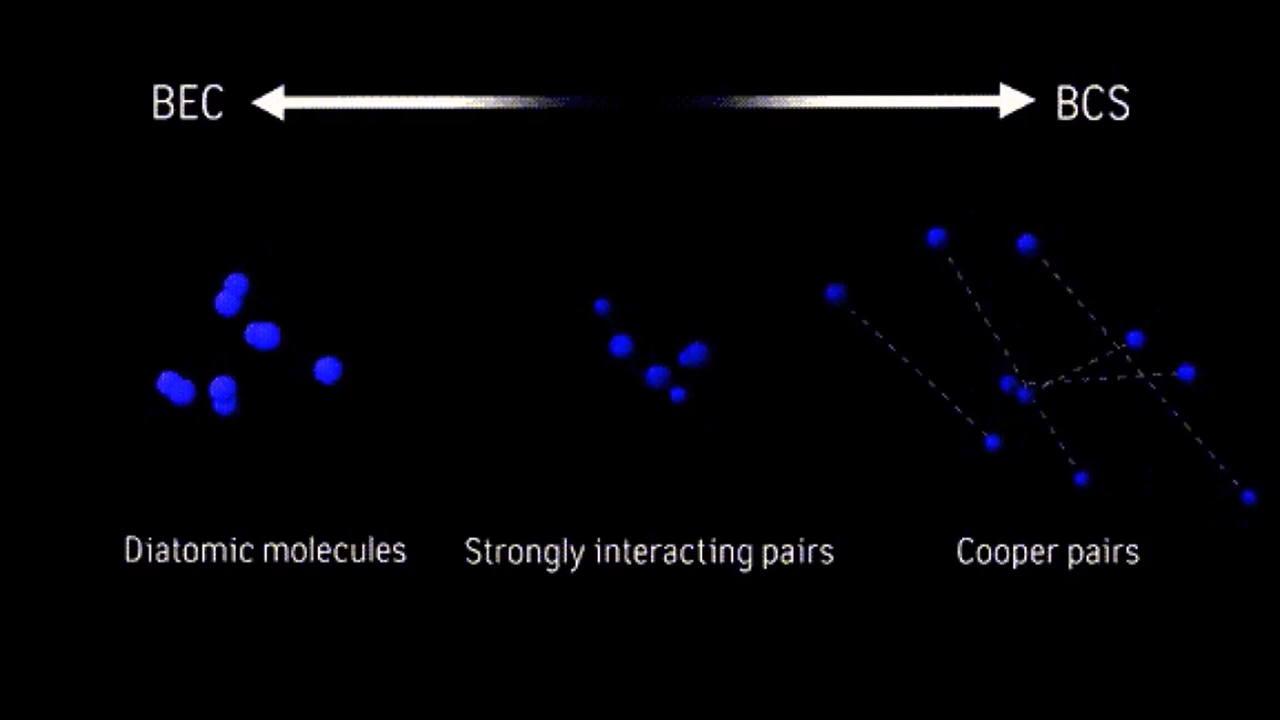 BEC
BCS
Diatomic molecules
Strongly interacting pairs
Cooper pairs